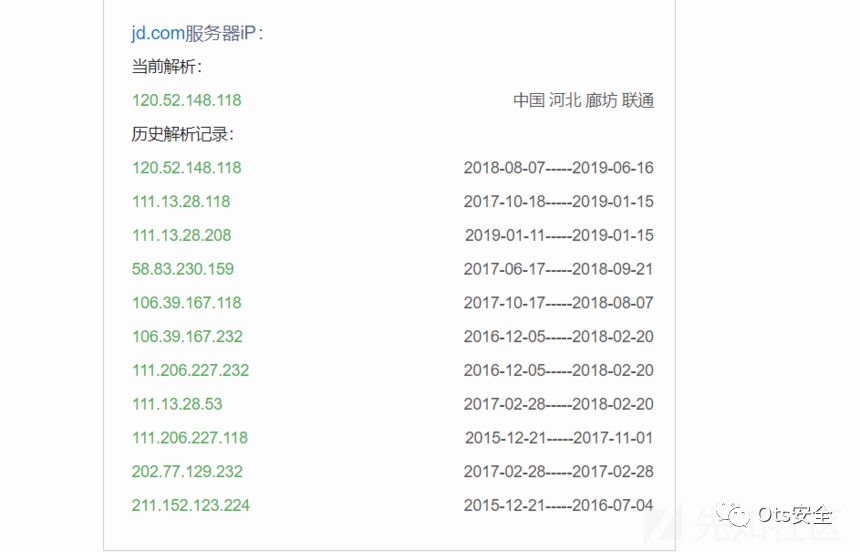 jd.com服务器iP：
当前解析：
120.52.148.118 中国 河北 廊坊 联通
历史解析记录：
120.52.148.118 2018-08-07-----2019-06-16
111.13.28.118 2017-10-18-----2019-01-15
111.13.28.208 2019-01-11-----2019-01-15
58.83.230.159 2017-06-17-----2018-09-21
106.39.167.118 2017-10-17-----2018-08-07
106.39.167.232 2016-12-05-----2018-02-20
111.206.227.232 2016-12-05-----2018-02-20
111.13.28.53 2017-02-28-----2018-02-20
111.206.227.118 2015-12-21-----2017-11-01
202.77.129.232 2017-02-28-----2017-02-28
211.152.123.224 2015-12-21-----2016-07-04
Ots安全
先知社区